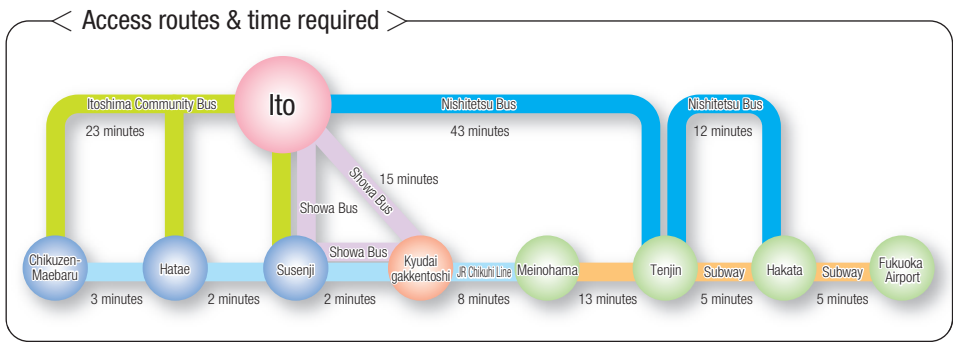 Access routes & time required
Itoshima Community Bus
23 minutes
Ito
Nishitetsu Bus
43 minutes
Nishitetsu Bus
12 minutes
Showa Bus
15 minutes
Showa Bus
Showa Bus
Chikuzen-
Maebaru
3 minutes
Hatae
2 minutes
Susenji
2 minutes
Kyudai
gakkentoshi
JR Chikuhi Line
8 minutes
Meinohama
13 minutes
Tenjin
Subway
5 minutes
Hakata
Subway
5 minutes
Fukuoka
Airport